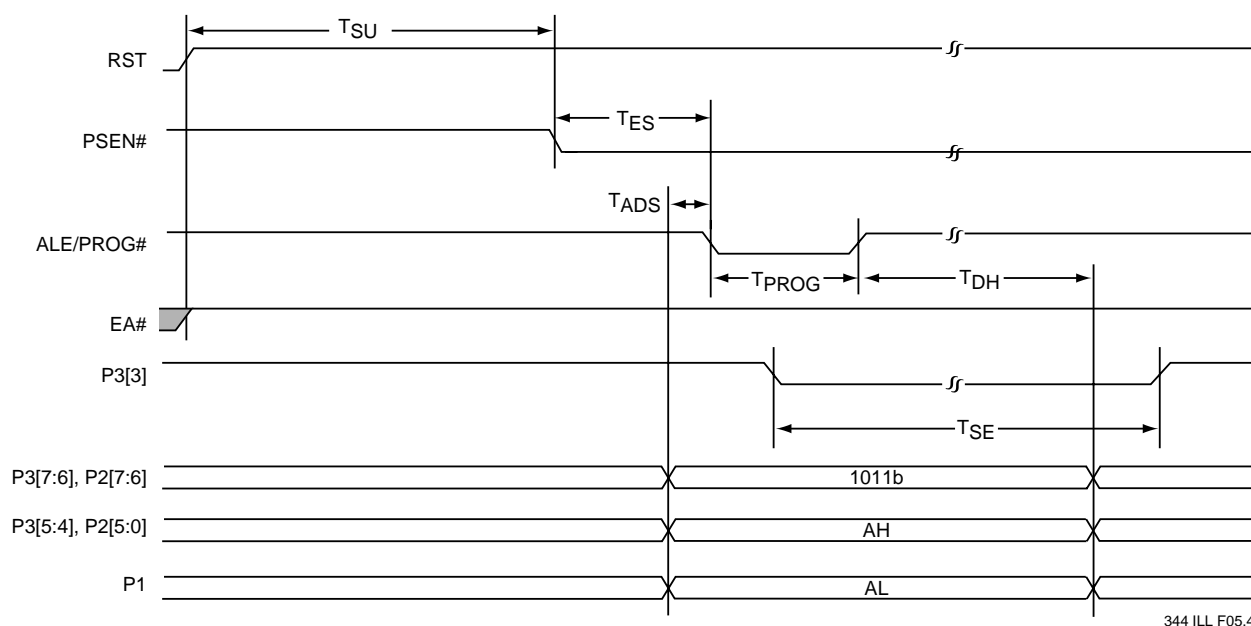 TSU
RST
TES
PSEN#
TADS
ALE/PROG#
TPROG
TDH
EA#
P3[3]
TSE
P3[7:6], P2[7:6]
1011b
P3[5:4], P2[5:0]
AH
P1
AL
344 ILL F05.4